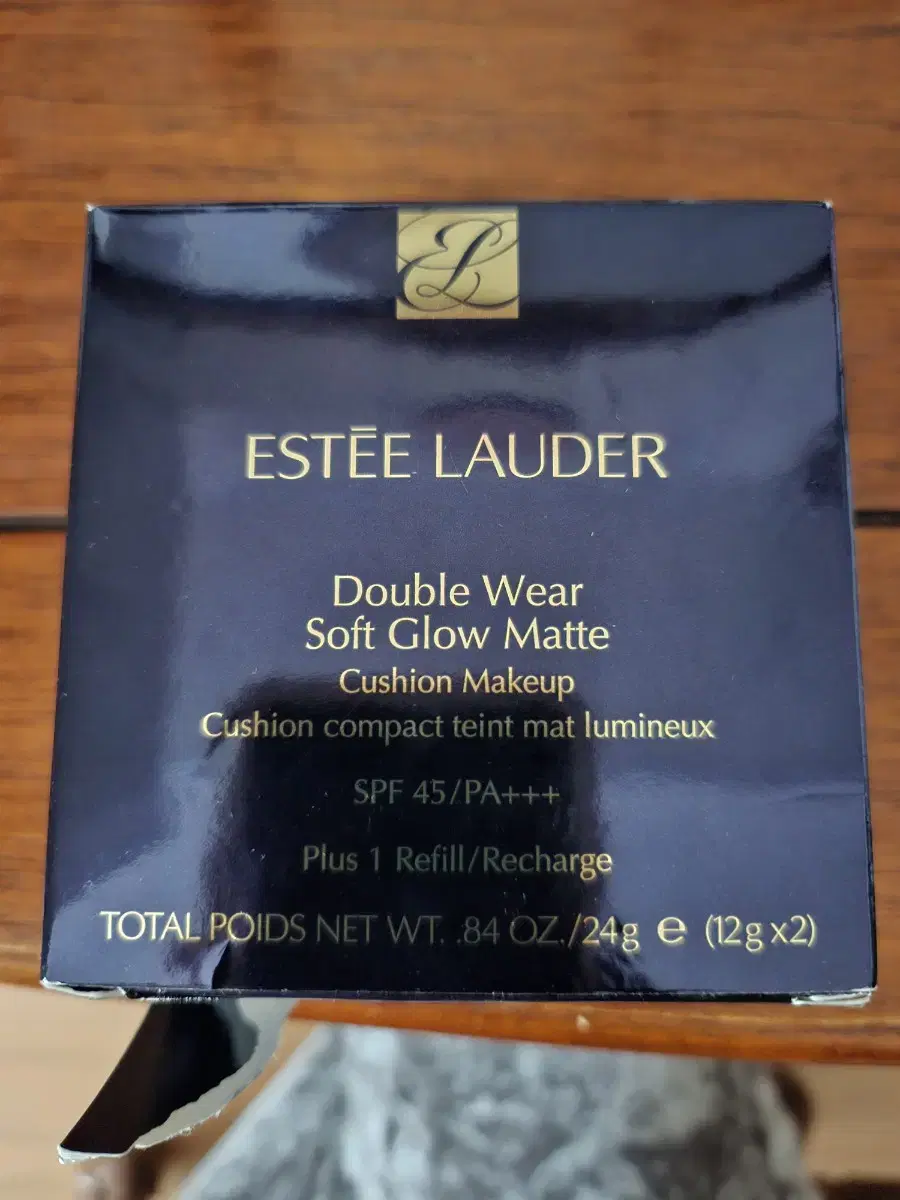 EL
ESTĒE LAUDER
Double Wear
Soft Glow Matte
Cushion Makeup
Cushion compact teint mat lumineux
SPF 45/PA+++
Plus 1 Refill/Recharge
TOTAL POIDS NET WT. .84 OZ./24g e (12g x2)